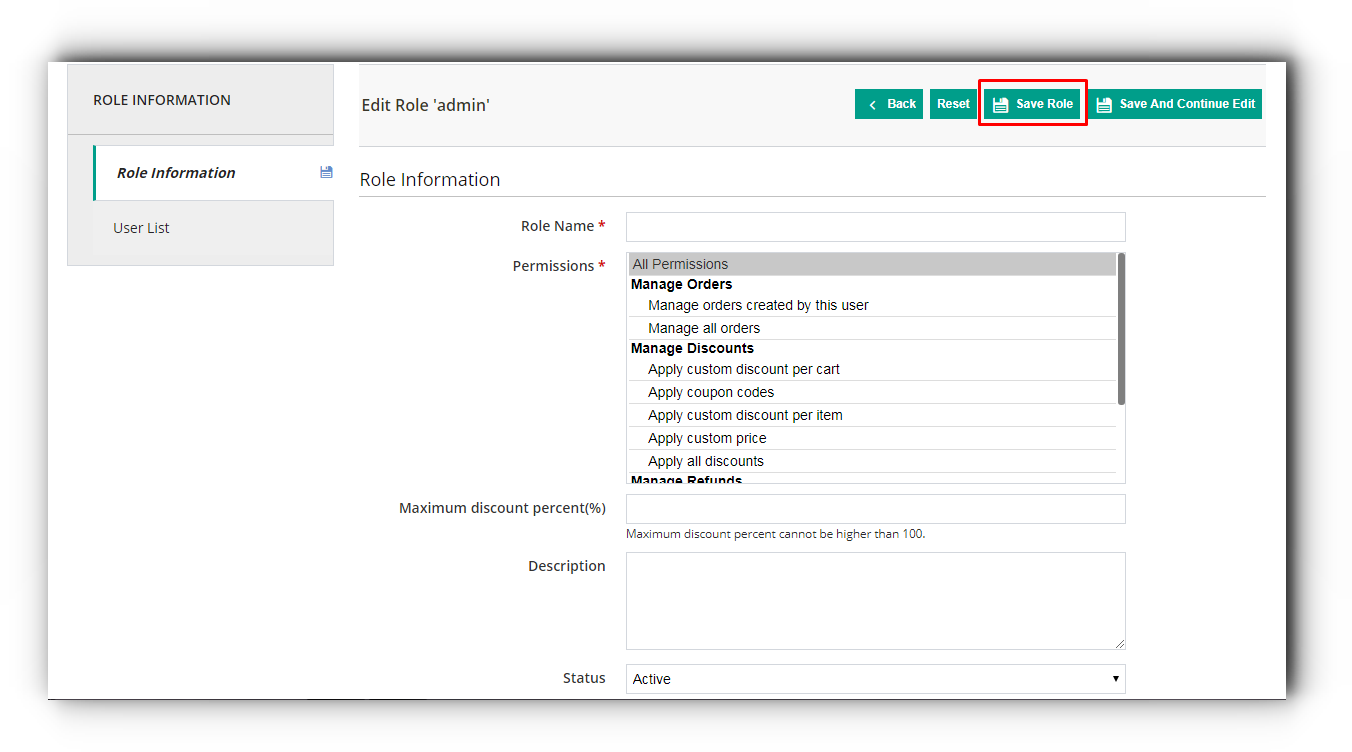 ROLE INFORMATION
Role Information
User List
Edit Role 'admin'
Back
Reset
Save Role
Save And Continue Edit
Role Information
Role Name *
Permissions *
All Permissions
Manage Orders
Manage orders created by this user
Manage all orders
Manage Discounts
Apply custom discount per cart
Apply coupon codes
Apply custom discount per item
Apply custom price
Apply all discounts
Manage Refunds
Maximum discount percent(%)
Maximum discount percent cannot be higher than 100.
Description
Status
Active